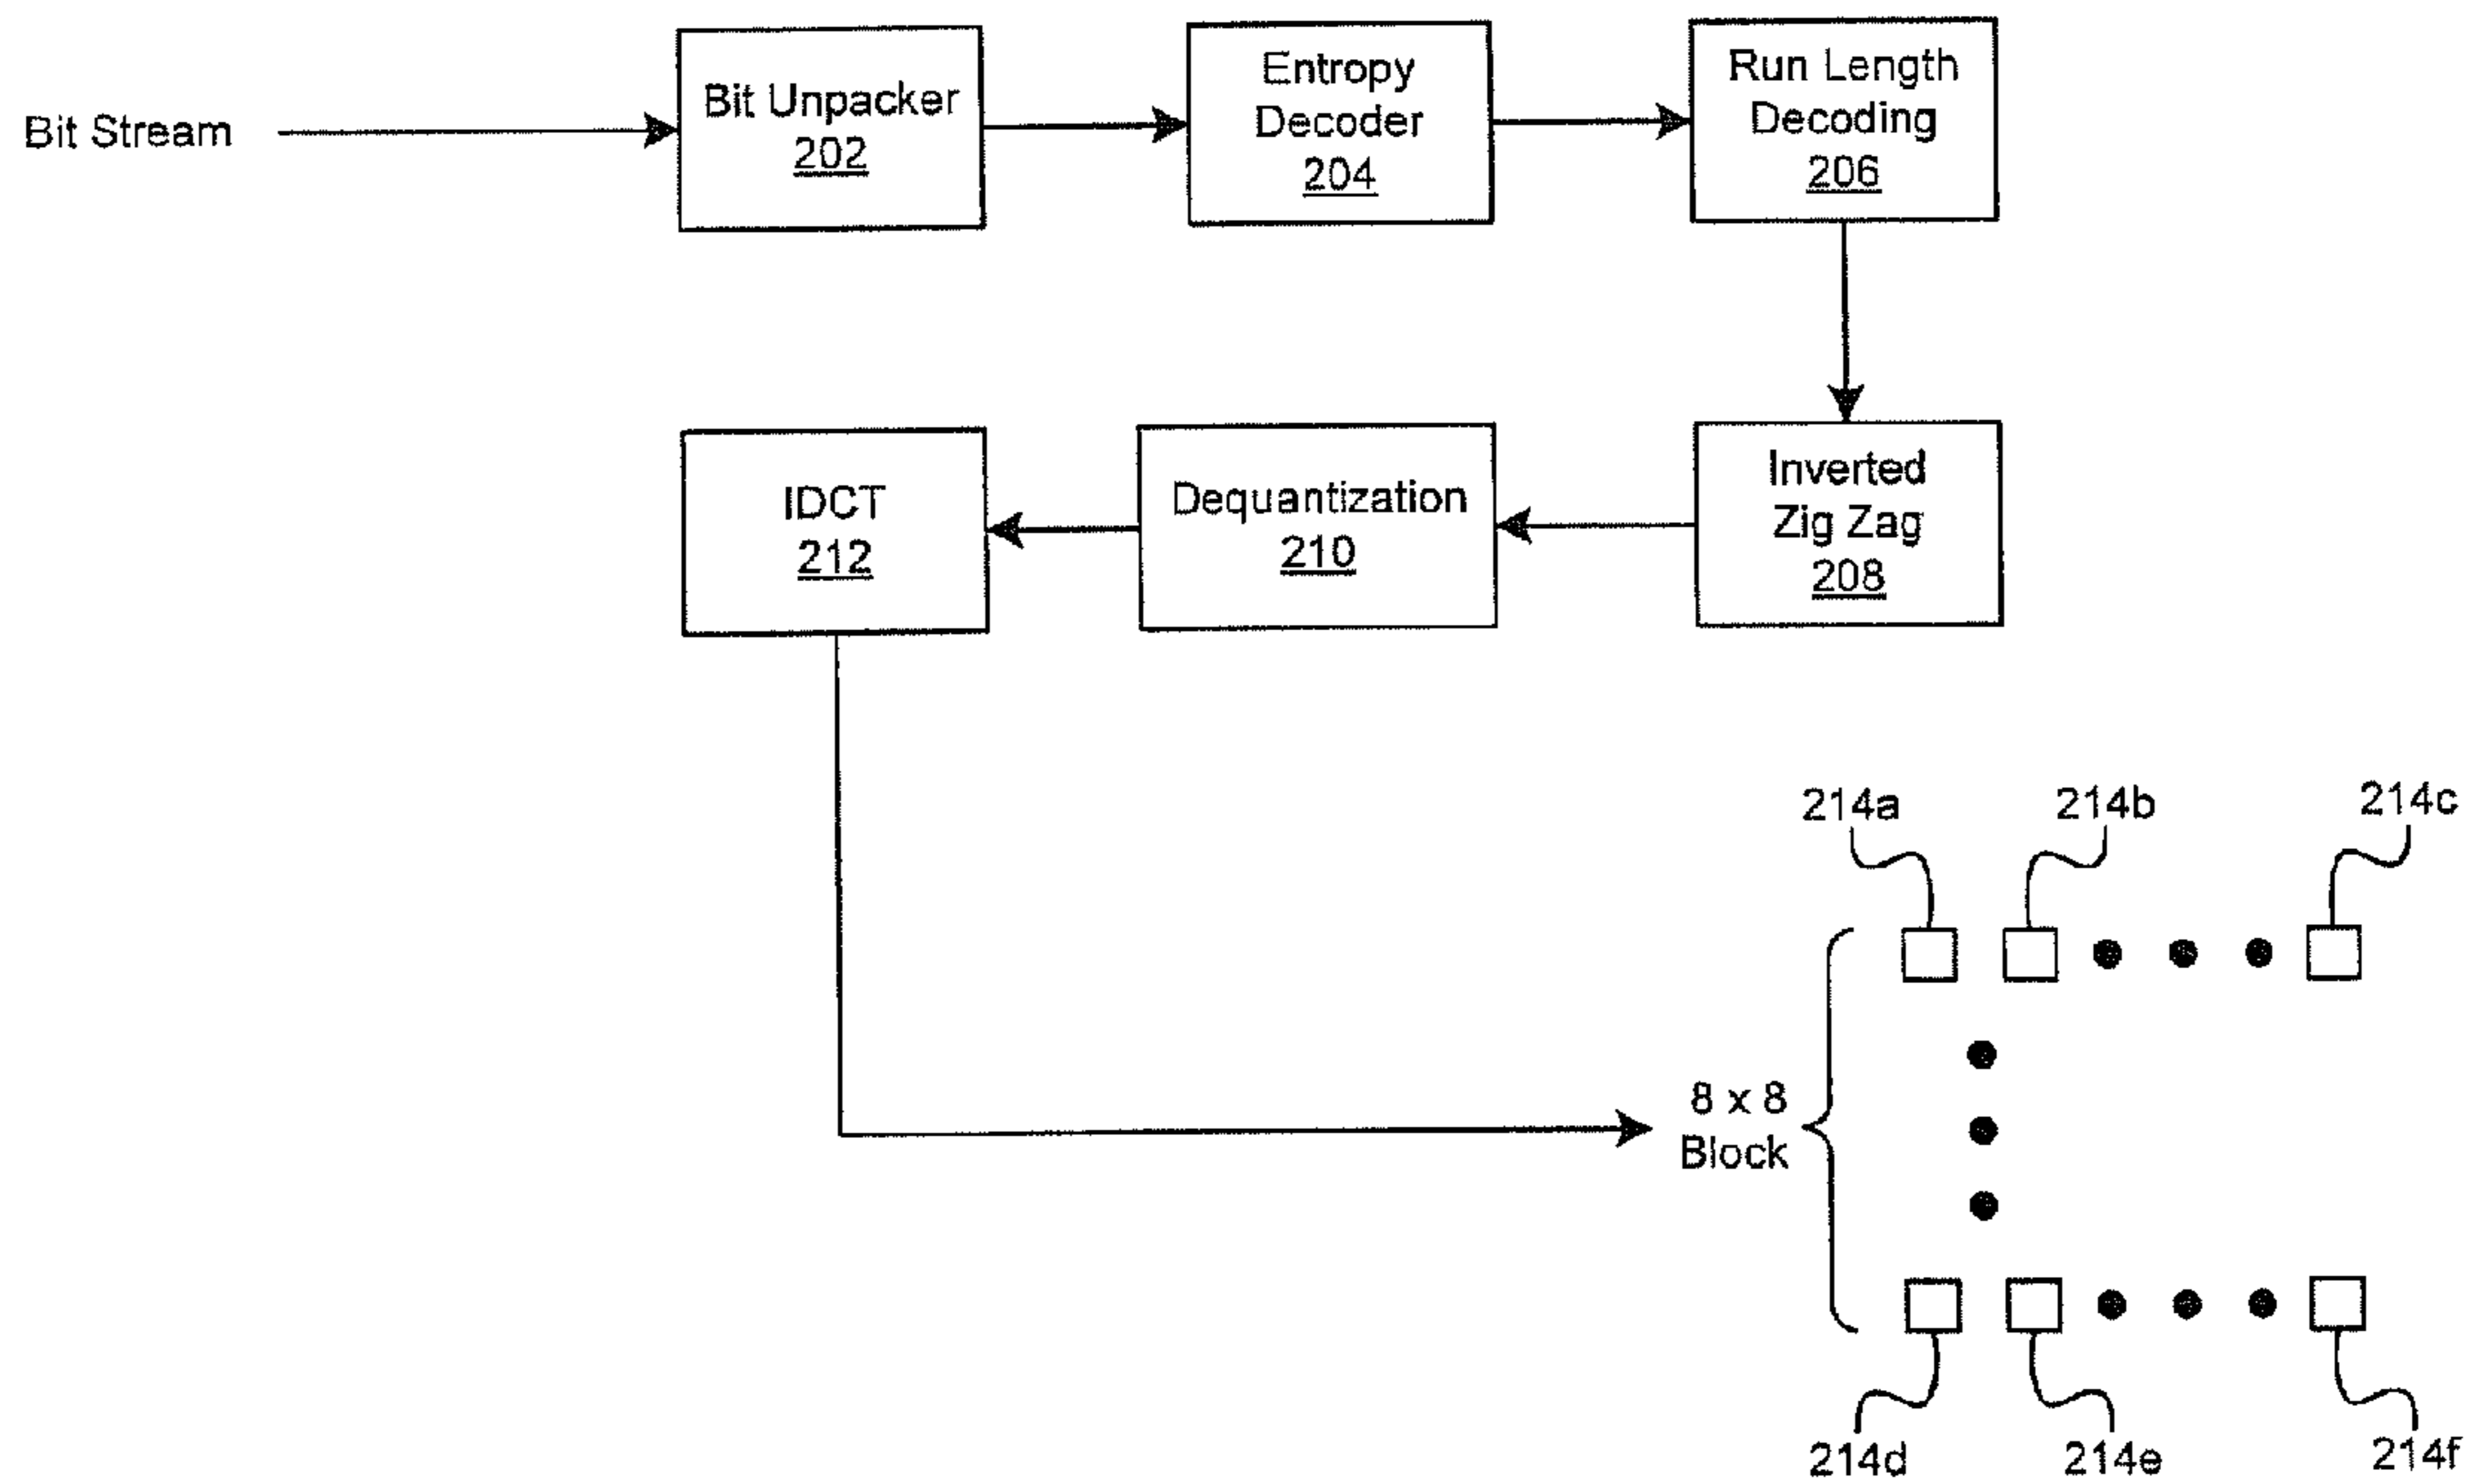 Bit Stream
Bit Unpacker
202
Entropy
Decoder
204
Run Length
Decoding
206
IDCT
212
Dequantization
210
Inverted
Zig Zag
208
214a
214b
214c
8 x 8
Block
214d
214e
214f